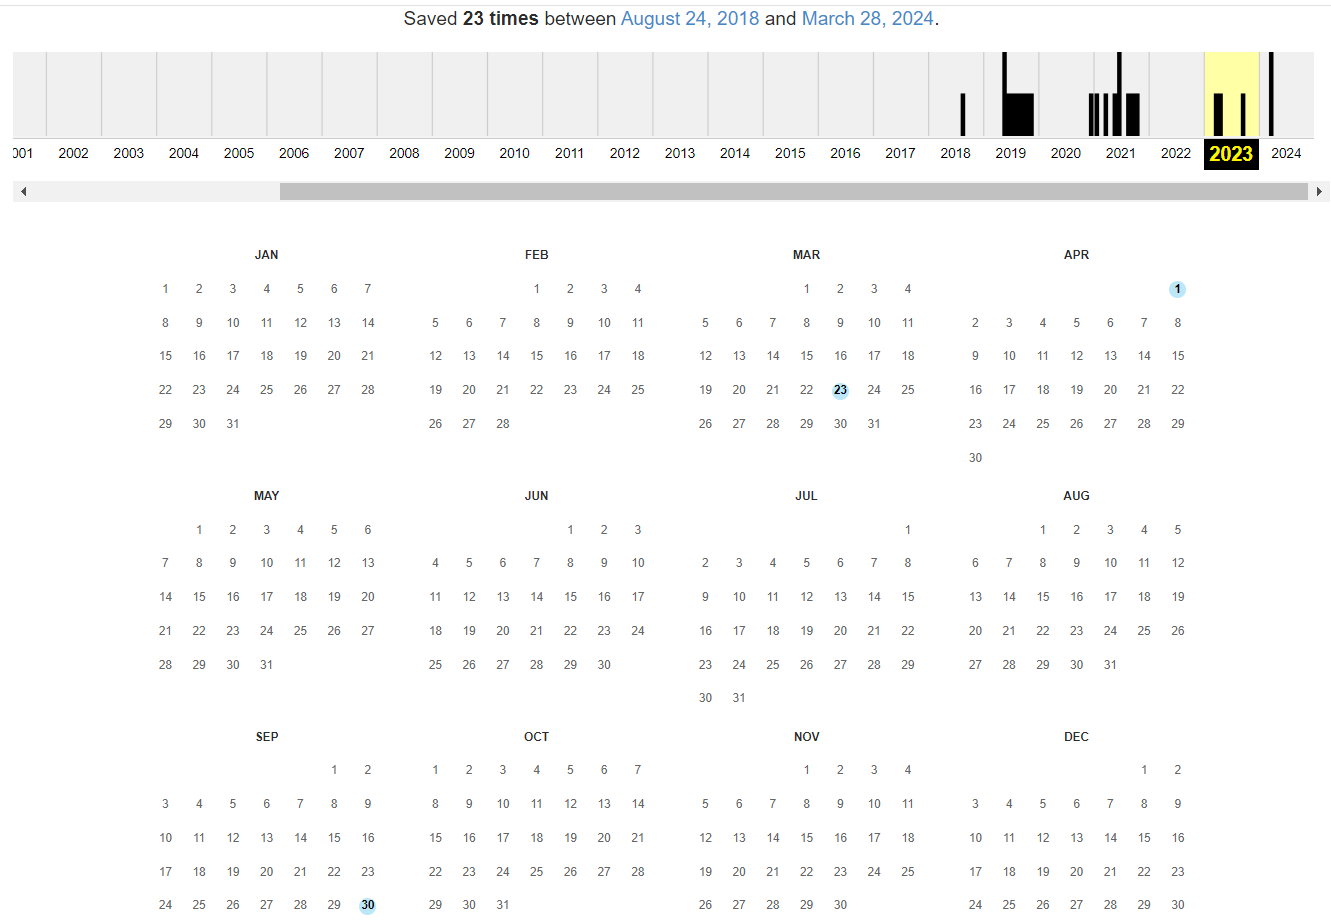 Saved 23 times between August 24, 2018 and March 28, 2024.
001 2002 2003 2004 2005 2006 2007 2008 2009 2010 2011 2012 2013 2014 2015 2016 2017 2018 2019 2020 2021 2022 2023 2024
JAN FEB MAR APR
1 2 3 4 5 6 7 1 2 3 4 1 2 3 4 1
8 9 10 11 12 13 14 5 6 7 8 9 10 11 5 6 7 8 9 10 11 2 3 4 5 6 7 8
15 16 17 18 19 20 21 12 13 14 15 16 17 18 12 13 14 15 16 17 18 9 10 11 12 13 14 15
22 23 24 25 26 27 28 19 20 21 22 23 24 25 19 20 21 22 23 24 25 16 17 18 19 20 21 22
29 30 31 26 27 28 26 27 28 29 30 31 23 24 25 26 27 28 29
30
MAY JUN JUL AUG
1 2 3 4 5 6 1 2 3 1 1 2 3 4 5
7 8 9 10 11 12 13 4 5 6 7 8 9 10 2 3 4 5 6 7 8 6 7 8 9 10 11 12
14 15 16 17 18 19 20 11 12 13 14 15 16 17 9 10 11 12 13 14 15 13 14 15 16 17 18 19
21 22 23 24 25 26 27 18 19 20 21 22 23 24 16 17 18 19 20 21 22 20 21 22 23 24 25 26
28 29 30 31 25 26 27 28 29 30 23 24 25 26 27 28 29 27 28 29 30 31
30 31
SEP OCT NOV DEC
1 2 1 2 3 4 5 6 7 1 2 3 4 1 2
3 4 5 6 7 8 9 8 9 10 11 12 13 14 5 6 7 8 9 10 11 3 4 5 6 7 8 9
10 11 12 13 14 15 16 15 16 17 18 19 20 21 12 13 14 15 16 17 18 10 11 12 13 14 15 16
17 18 19 20 21 22 23 22 23 24 25 26 27 28 19 20 21 22 23 24 25 17 18 19 20 21 22 23
24 25 26 27 28 29 30 29 30 31 26 27 28 29 30 24 25 26 27 28 29 30